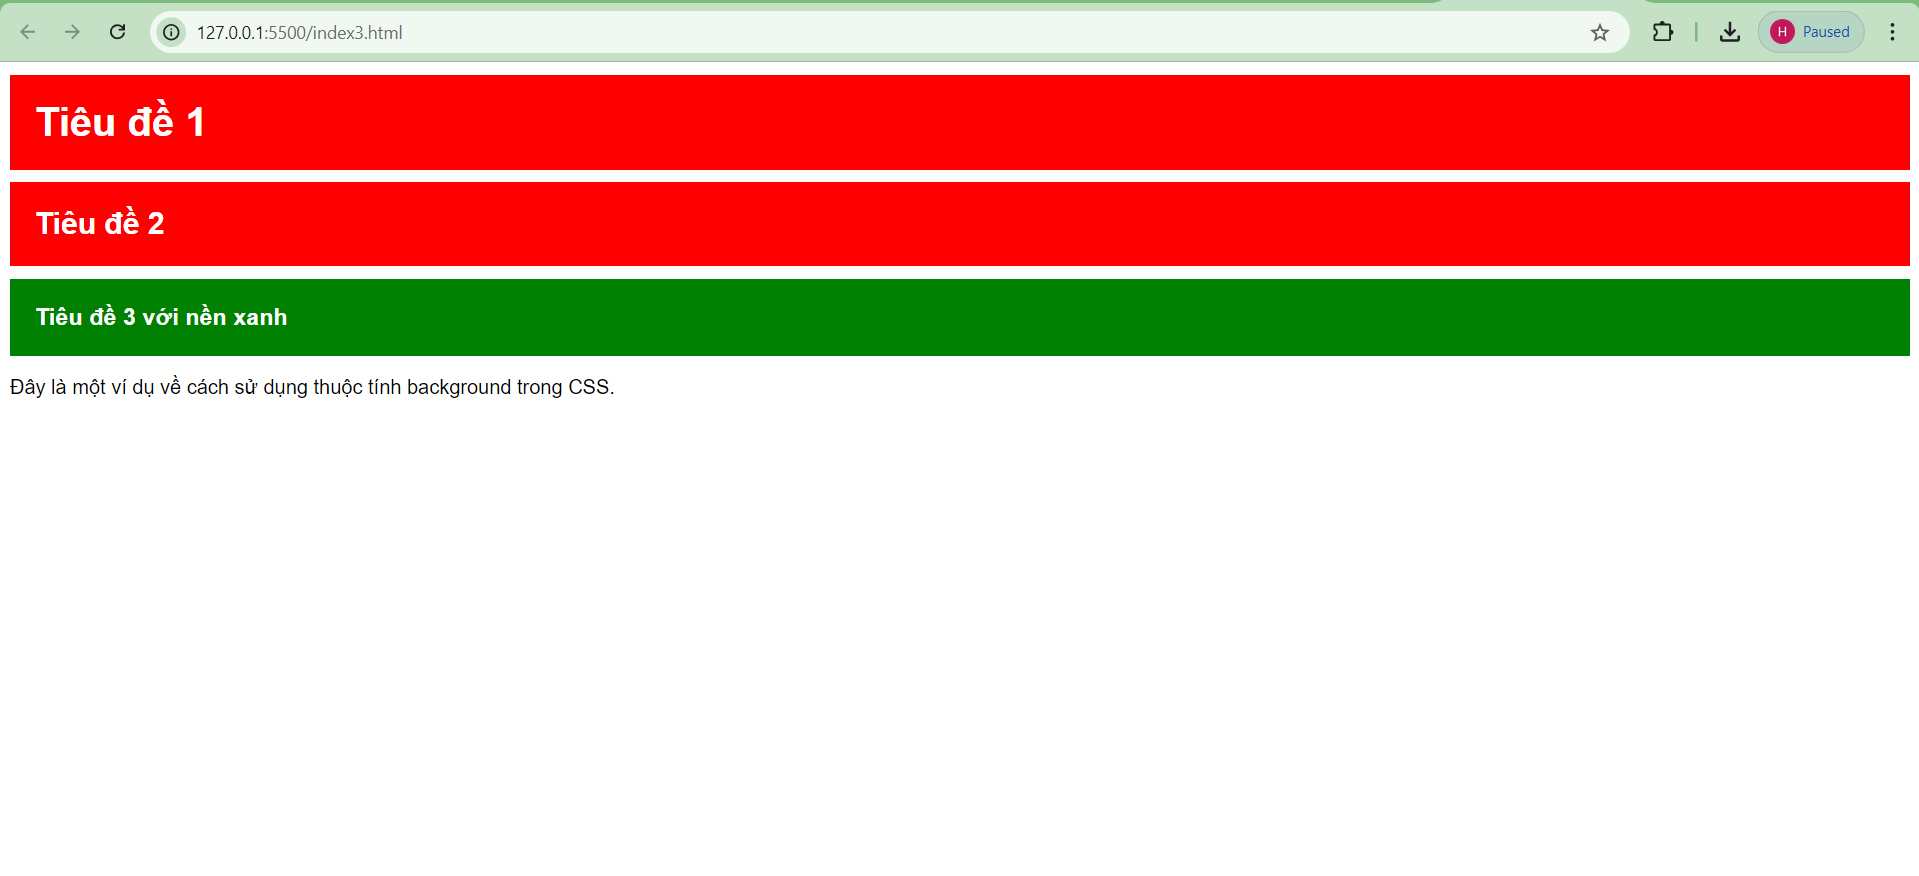 127.0.0.1:5500/index3.html
H Paused
Tiêu đề 1
Tiêu đề 2
Tiêu đề 3 với nền xanh
Đây là một ví dụ về cách sử dụng thuộc tính background trong CSS.